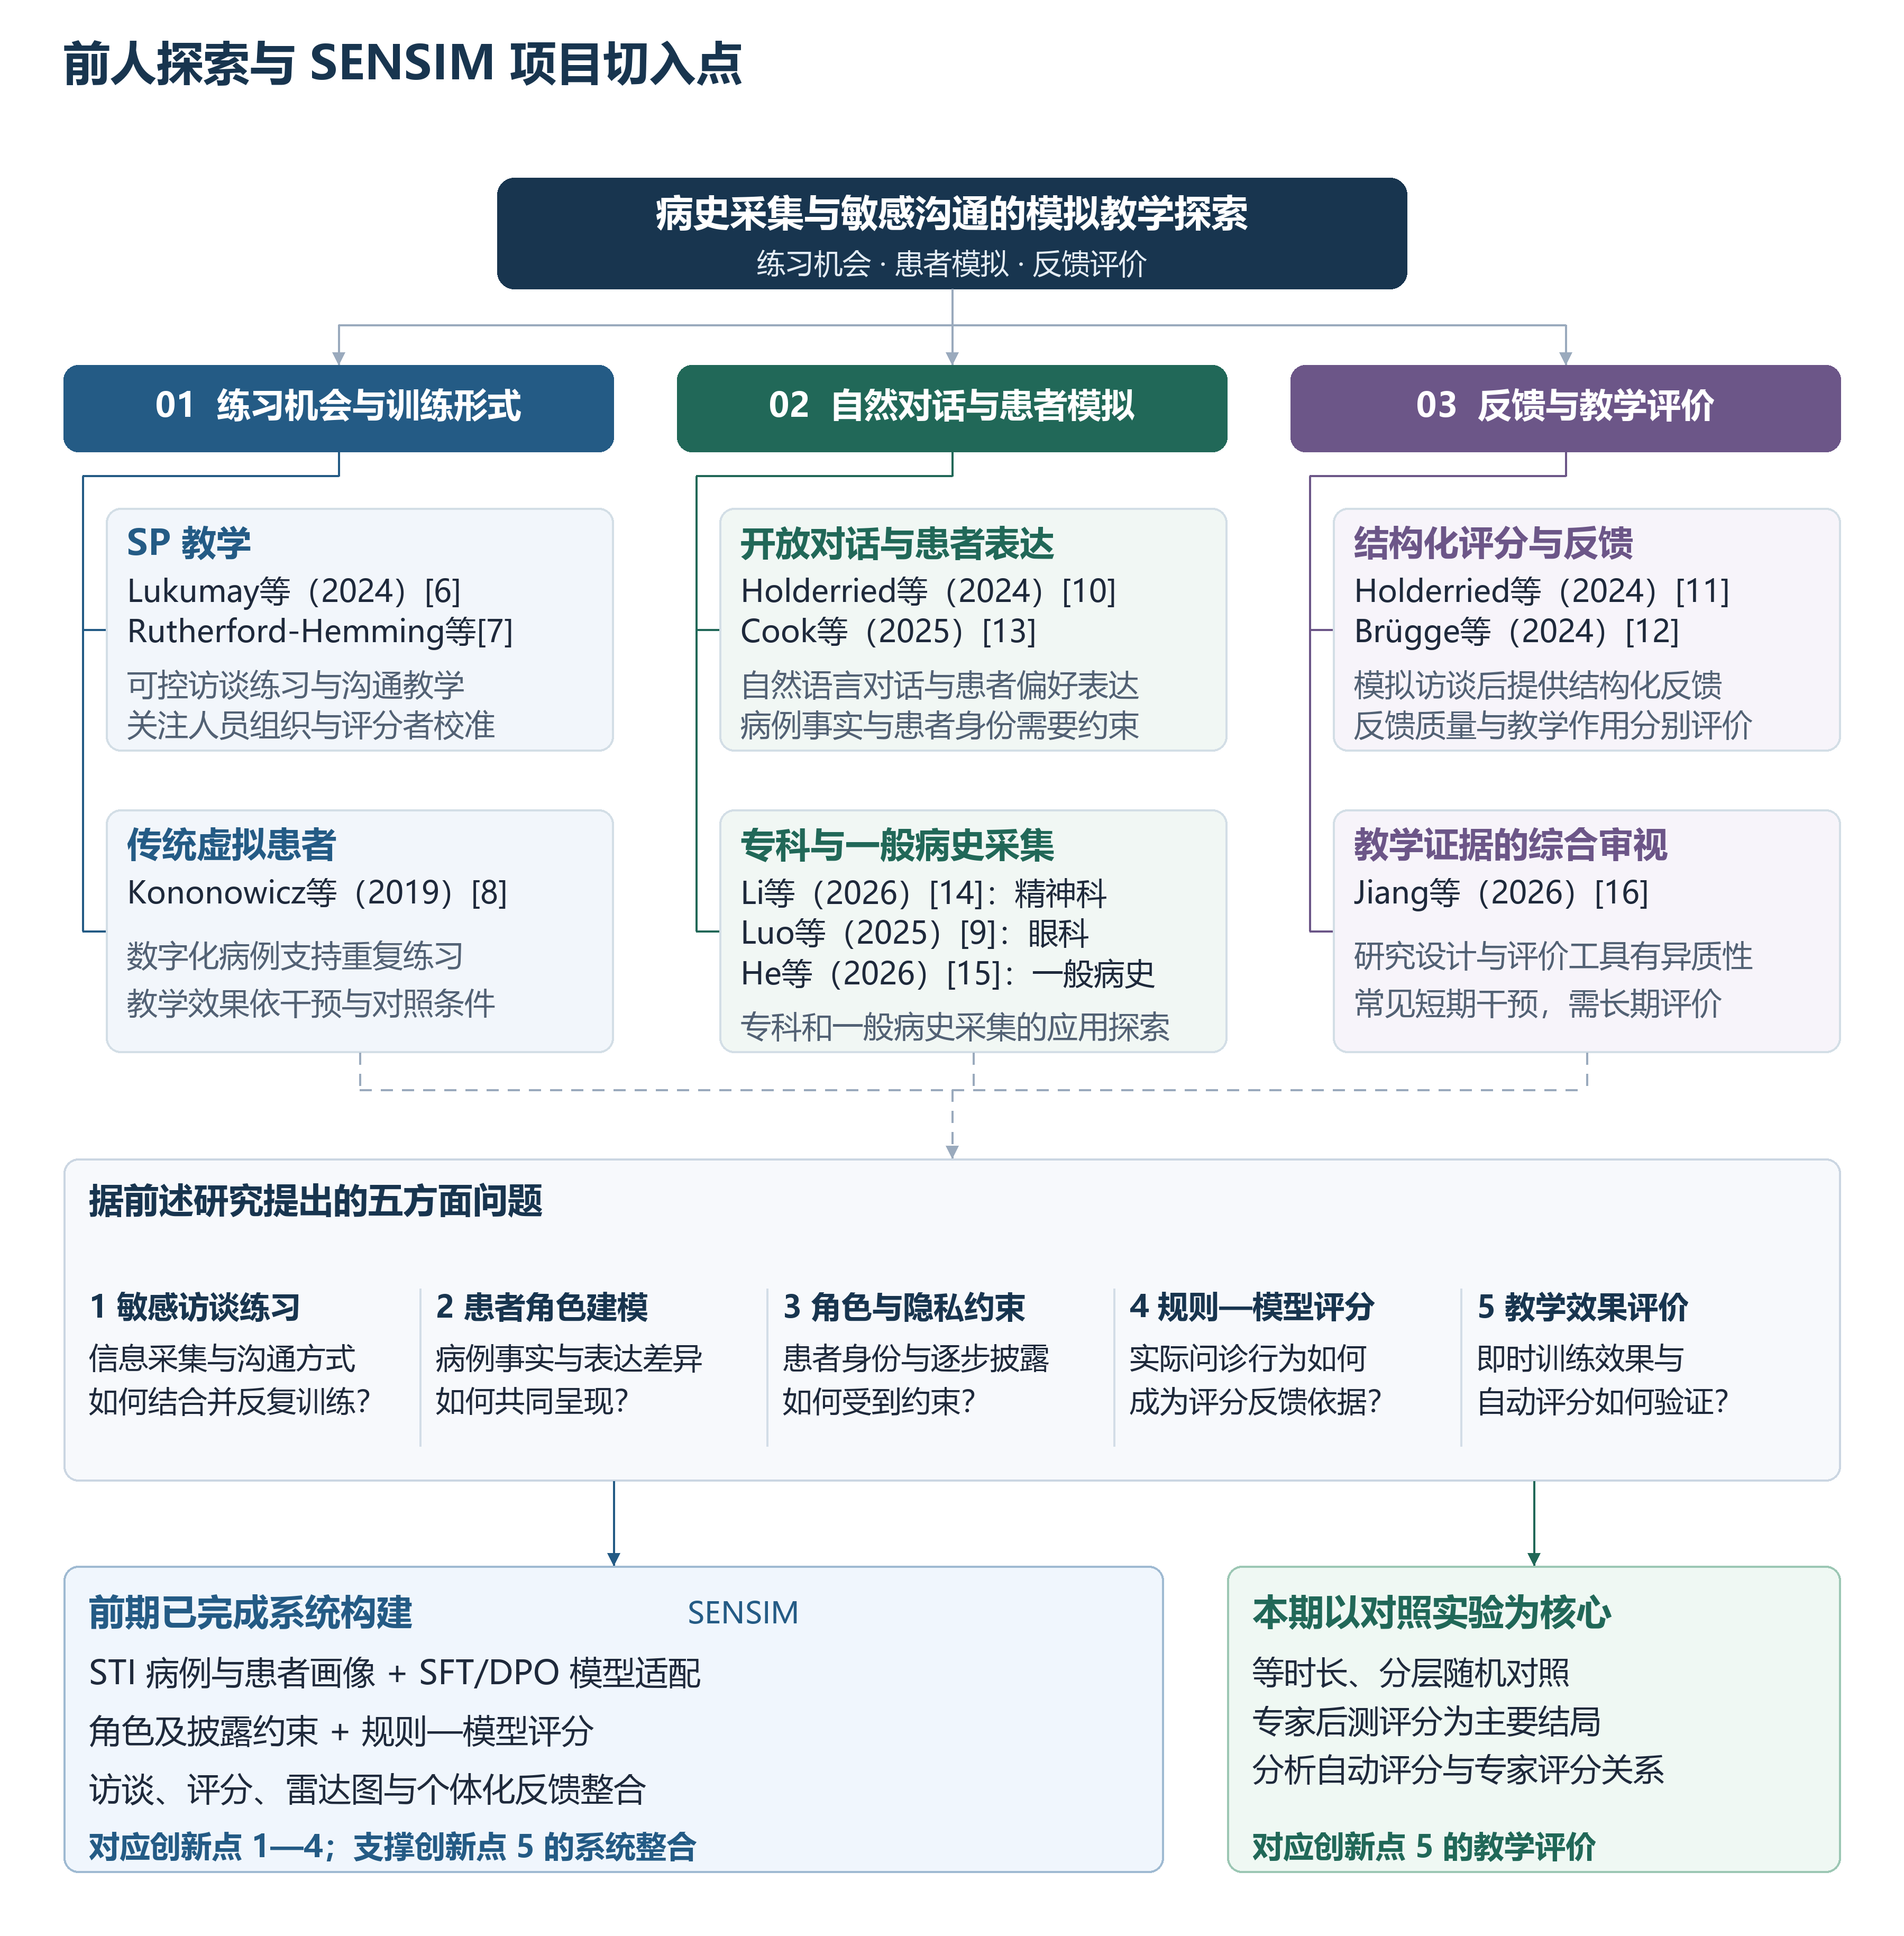 前人探索与 SENSIM 项目切入点
病史采集与敏感沟通的模拟教学探索
练习机会 · 患者模拟 · 反馈评价
01 练习机会与训练形式
SP 教学
Lukumay等（2024）[6]
Rutherford-Hemming等[7]
可控访谈练习与沟通教学
关注人员组织与评分者校准
传统虚拟患者
Kononowicz等（2019）[8]
数字化病例支持重复练习
教学效果依干预与对照条件
02 自然对话与患者模拟
开放对话与患者表达
Holderried等（2024）[10]
Cook等（2025）[13]
自然语言对话与患者偏好表达
病例事实与患者身份需要约束
专科与一般病史采集
Li等（2026）[14]：精神科
Luo等（2025）[9]：眼科
He等（2026）[15]：一般病史
专科和一般病史采集的应用探索
03 反馈与教学评价
结构化评分与反馈
Holderried等（2024）[11]
Brügge等（2024）[12]
模拟访谈后提供结构化反馈
反馈质量与教学作用分别评价
教学证据的综合审视
Jiang等（2026）[16]
研究设计与评价工具有异质性
常见短期干预，需长期评价
据前述研究提出的五方面问题
1 敏感访谈练习
信息采集与沟通方式
如何结合并反复训练？
2 患者角色建模
病例事实与表达差异
如何共同呈现？
3 角色与隐私约束
患者身份与逐步披露
如何受到约束？
4 规则—模型评分
实际问诊行为如何
成为评分反馈依据？
5 教学效果评价
即时训练效果与
自动评分如何验证？
前期已完成系统构建
SENSIM
STI 病例与患者画像 + SFT/DPO 模型适配
角色及披露约束 + 规则—模型评分
访谈、评分、雷达图与个体化反馈整合
对应创新点 1—4；支撑创新点 5 的系统整合
本期以对照实验为核心
等时长、分层随机对照
专家后测评分为主要结局
分析自动评分与专家评分关系
对应创新点 5 的教学评价